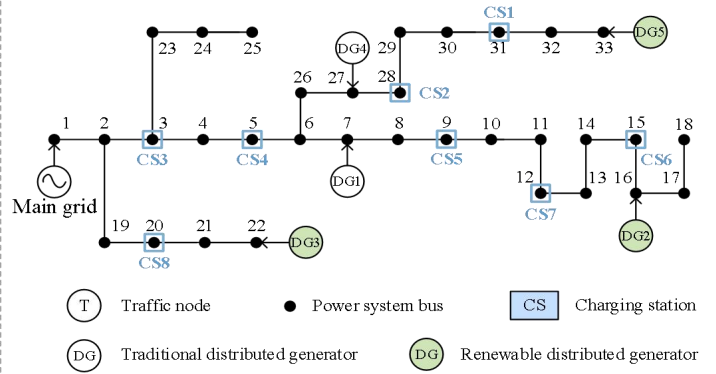 CS1
23 24 25 DG4 29 30 31 32 33 DG5
26 27 28 CS2
1 2 3 4 5 6 7 8 9 10 11 14 15 18
CS3 CS4 CS5 CS6
DG1 12 13 16 17
Main grid CS7
19 20 21 22 DG3 DG2
CS8
T Traffic node Power system bus CS Charging station
DG Traditional distributed generator DG Renewable distributed generator